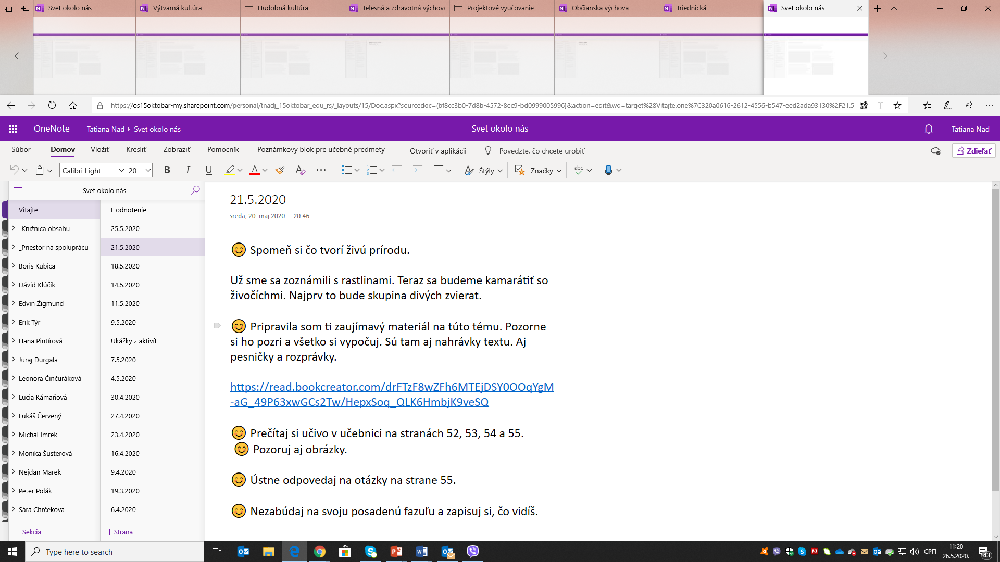 Svet okolo nás
Výtvarná kultúra
Hudobná kultúra
Telesná a zdravotná výchova
Projektové vyučovanie
Občianska výchova
Triednická
Svet okolo nás
https://os15oktobar-my.sharepoint.com/personal/tnadj_15oktobar_edu_rs/_layouts/15/Doc.aspx?sourcedoc={bf8cc3b0-7d8b-4572-8ec9-bd0999005996}&action=edit&wd=target%28Vitajte.one%7C320a0616-2612-4556-b547-eed2ada93130%2F21.5
OneNote
Tatiana Nađ
Svet okolo nás
Svet okolo nás
Tatiana Nađ
Súbor
Domov
Vložiť
Kresliť
Zobraziť
Pomocník
Poznámkový blok pre učebné predmety
Otvoriť v aplikácii
Povedzte, čo chcete urobiť
Zdieľať
Calibri Light
20
B
I
U
A
Štýly
Značky
abc
Svet okolo nás
Vitajte
_Knižnica obsahu
_Priestor na spoluprácu
Boris Kubica
Dávid Klúčik
Edvin Žigmund
Erik Týr
Hana Pintírová
Juraj Durgala
Leonóra Činčuráková
Lucia Kámaňová
Lukáš Červený
Michal Imrek
Monika Šusterová
Nejdan Marek
Peter Polák
Sára Chrčeková
Sekcia
Hodnotenie
25.5.2020
21.5.2020
18.5.2020
14.5.2020
11.5.2020
9.5.2020
Ukážky z aktivít
7.5.2020
4.5.2020
30.4.2020
27.4.2020
23.4.2020
16.4.2020
9.4.2020
19.3.2020
6.4.2020
Strana
21.5.2020
sreda, 20. maj 2020. 20:46
😊 Spomeň si čo tvorí živú prírodu.
Už sme sa zoznámili s rastlinami. Teraz sa budeme kamarátiť so
živočíchmi. Najprv to bude skupina divých zvierat.
😊 Pripravila som ti zaujímavý materiál na túto tému. Pozorne
si ho pozri a všetko si vypočuj. Sú tam aj nahrávky textu. Aj
pesničky a rozprávky.
https://read.bookcreator.com/drFTzF8wZFh6MTEjDSY0OOqYgM
-aG_49P63xwGCs2Tw/HepxSoq_QLK6HmbjK9veSQ
😊 Prečítaj si učivo v učebnici na stranách 52, 53, 54 a 55.
😊 Pozoruj aj obrázky.
😊 Ústne odpovedaj na otázky na strane 55.
😊 Nezabúdaj na svoju posadenú fazuľu a zapisuj si, čo vidíš.
Type here to search
СРП
11:20
26.5.2020.
43